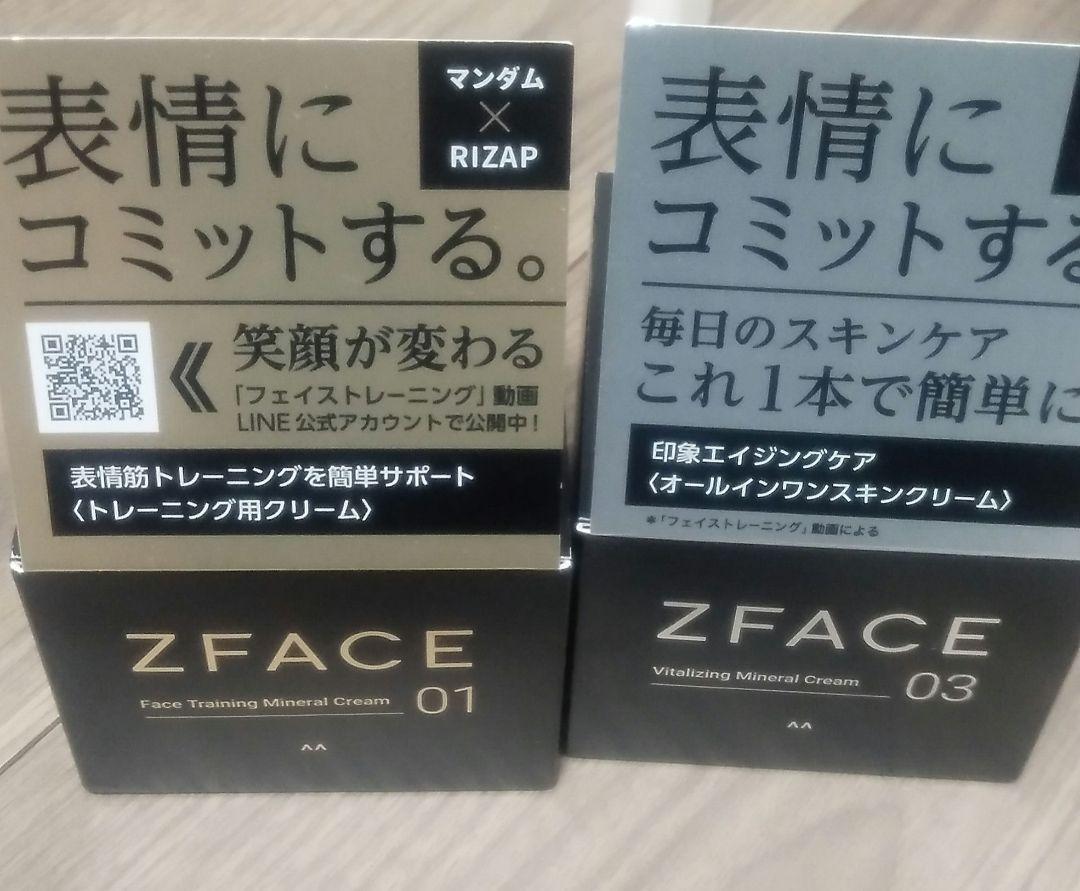 表情に
コミットする。
マンダム
×
RIZAP
笑顔が変わる
「フェイストレーニング」動画
LINE公式アカウントで公開中！
表情筋トレーニングを簡単サポート
〈トレーニング用クリーム〉
ZFACE
Face Training Mineral Cream 01
^^
表情に
コミットする
毎日のスキンケア
これ1本で簡単に
印象エイジングケア
〈オールインワンスキンクリーム〉
*「フェイストレーニング」動画による
ZFACE
Vitalizing Mineral Cream 03
^^